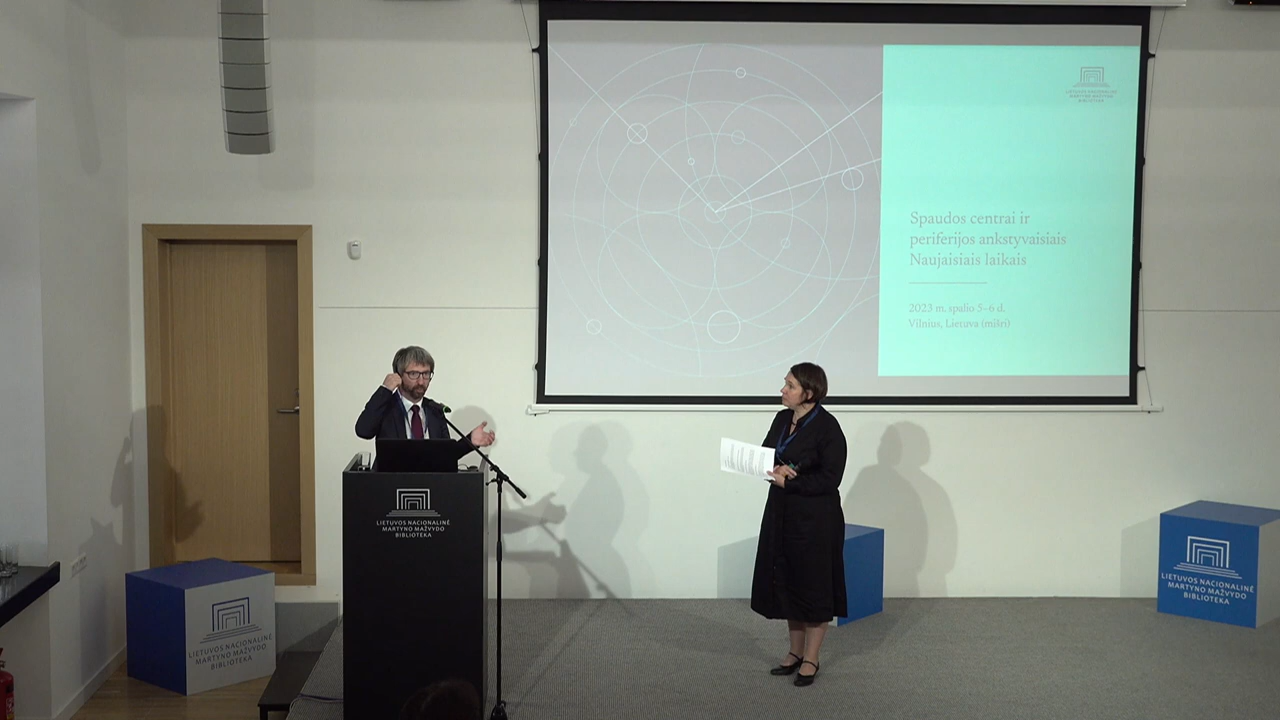 LIETUVOS NACIONALINĖ
MARTYNO MAŽVYDO
BIBLIOTEKA
Spaudos centrai ir
periferijos ankstyvaisiais
Naujaisiais laikais
2023 m. spalio 5–6 d.
Vilnius, Lietuva (mišri)
LIETUVOS NACIONALINĖ
MARTYNO MAŽVYDO
BIBLIOTEKA
LIETUVOS NACIONALINĖ
MARTYNO MAŽVYDO
BIBLIOTEKA
LIETUVOS NACIONALINĖ
MARTYNO MAŽVYDO
BIBLIOTEKA